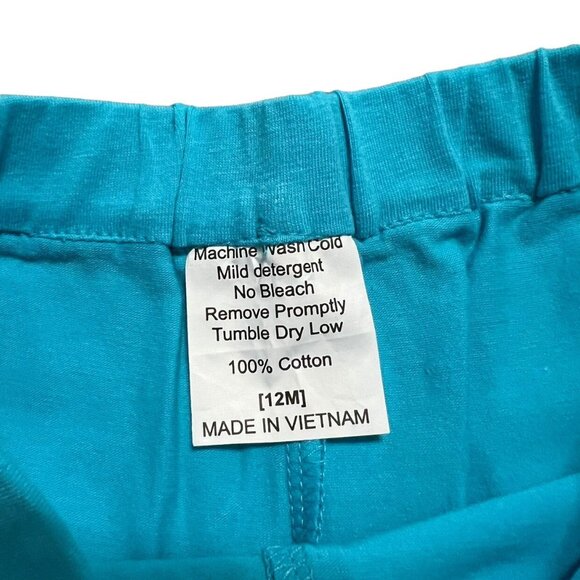 Machine Wash Cold
Mild detergent
No Bleach
Remove Promptly
Tumble Dry Low
100% Cotton
[12M]
MADE IN VIETNAM